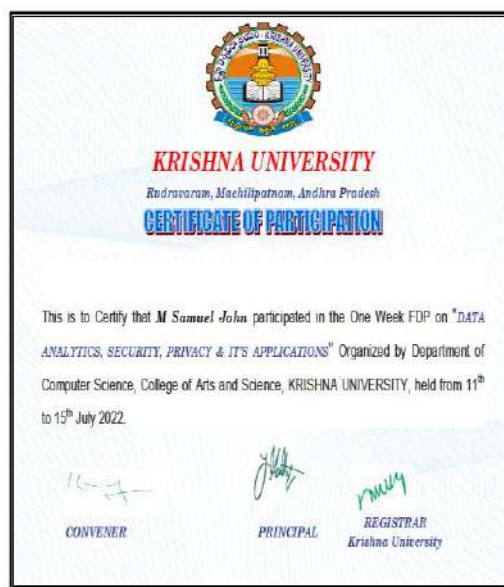 KRISHNA UNIVERSITY
Rudravaram, Machilipatnam, Andhra Pradesh
CERTIFICATE OF PARTICIPATION
This is to Certify that M Samuel John participated in the One Week FDP on "DATA
ANALYTICS, SECURITY, PRIVACY & IT'S APPLICATIONS" Organized by Department of
Computer Science, College of Arts and Science, KRISHNA UNIVERSITY, held from 11th
to 15th July 2022.
CONVENER
PRINCIPAL
REGISTRAR
Krishna University